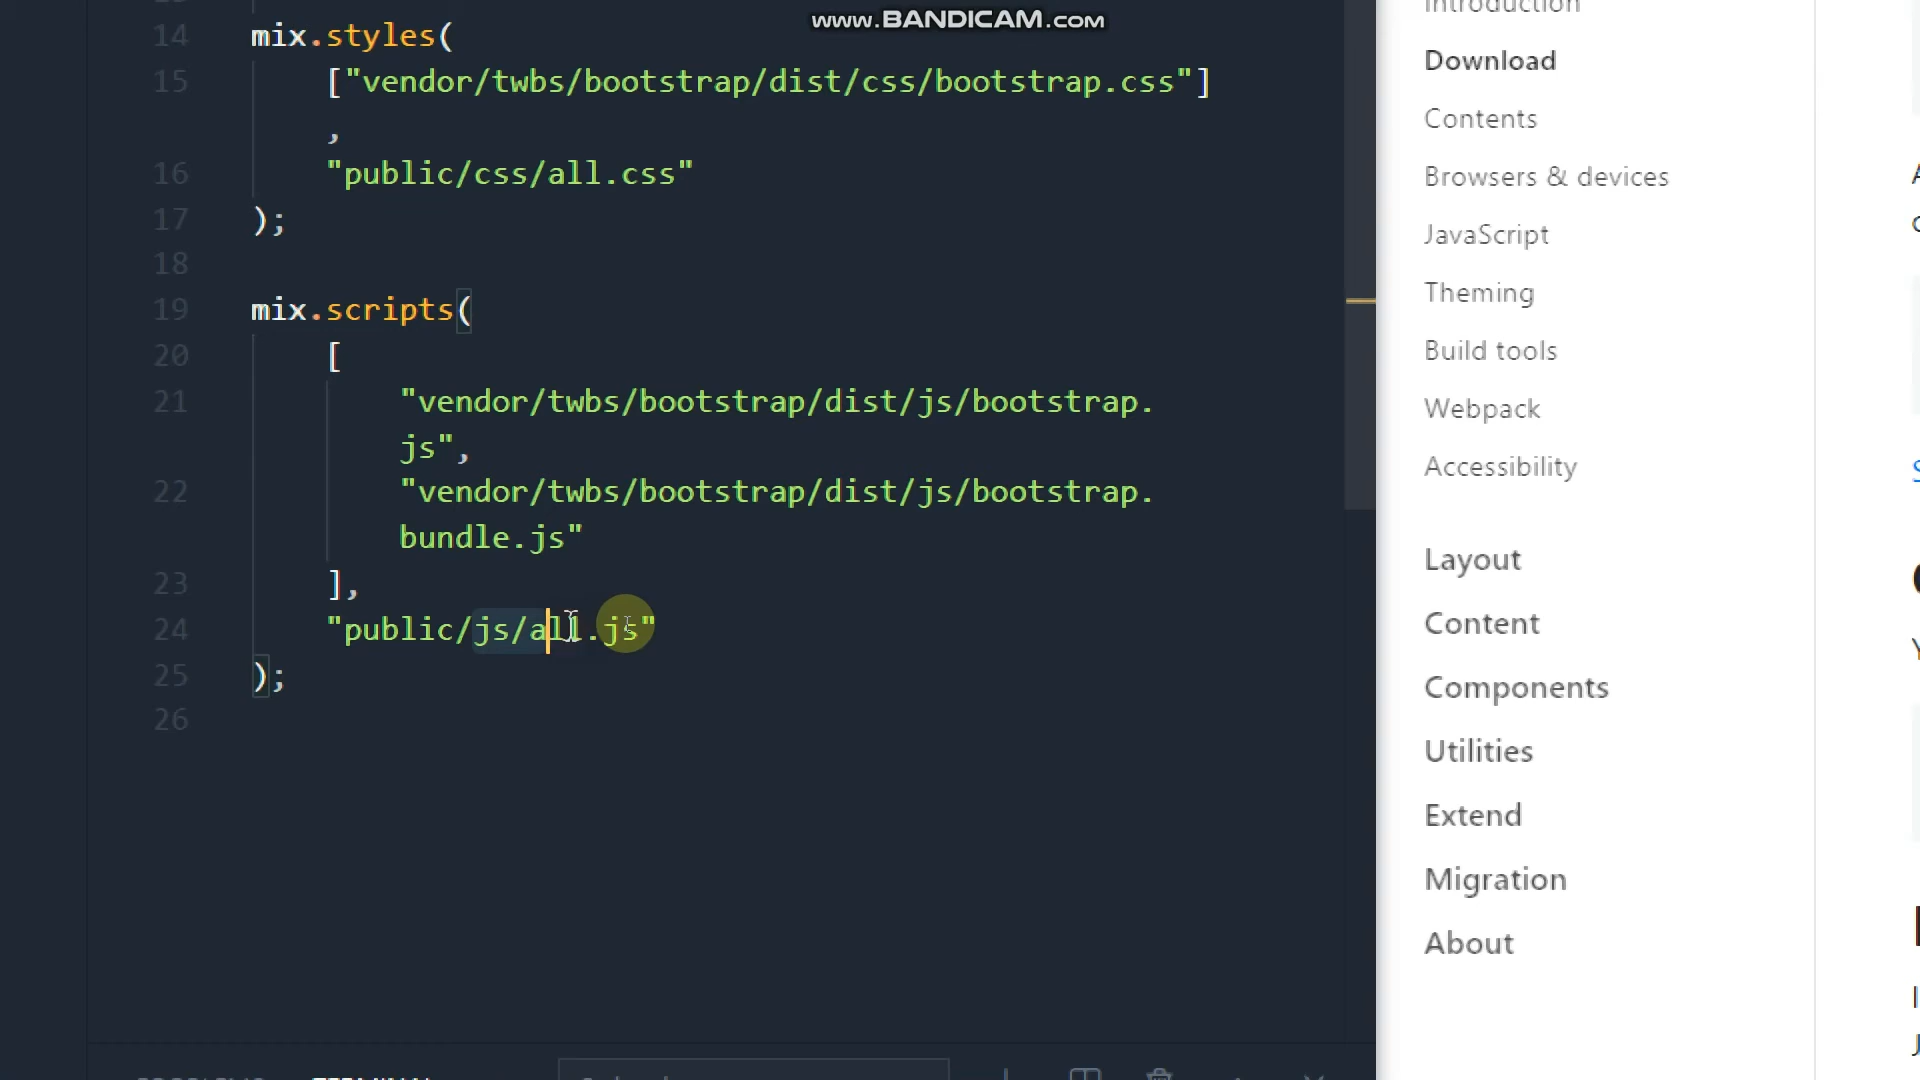 www.BANDICAM.com
14 mix.styles(
15 ["vendor/twbs/bootstrap/dist/css/bootstrap.css"]
,
16 "public/css/all.css"
17 );
18
19 mix.scripts(
20 [
21 "vendor/twbs/bootstrap/dist/js/bootstrap.
js",
22 "vendor/twbs/bootstrap/dist/js/bootstrap.
bundle.js"
23 ],
24 "public/js/all.js"
25 );
26
Introduction
Download
Contents
Browsers & devices
JavaScript
Theming
Build tools
Webpack
Accessibility
Layout
Content
Components
Utilities
Extend
Migration
About